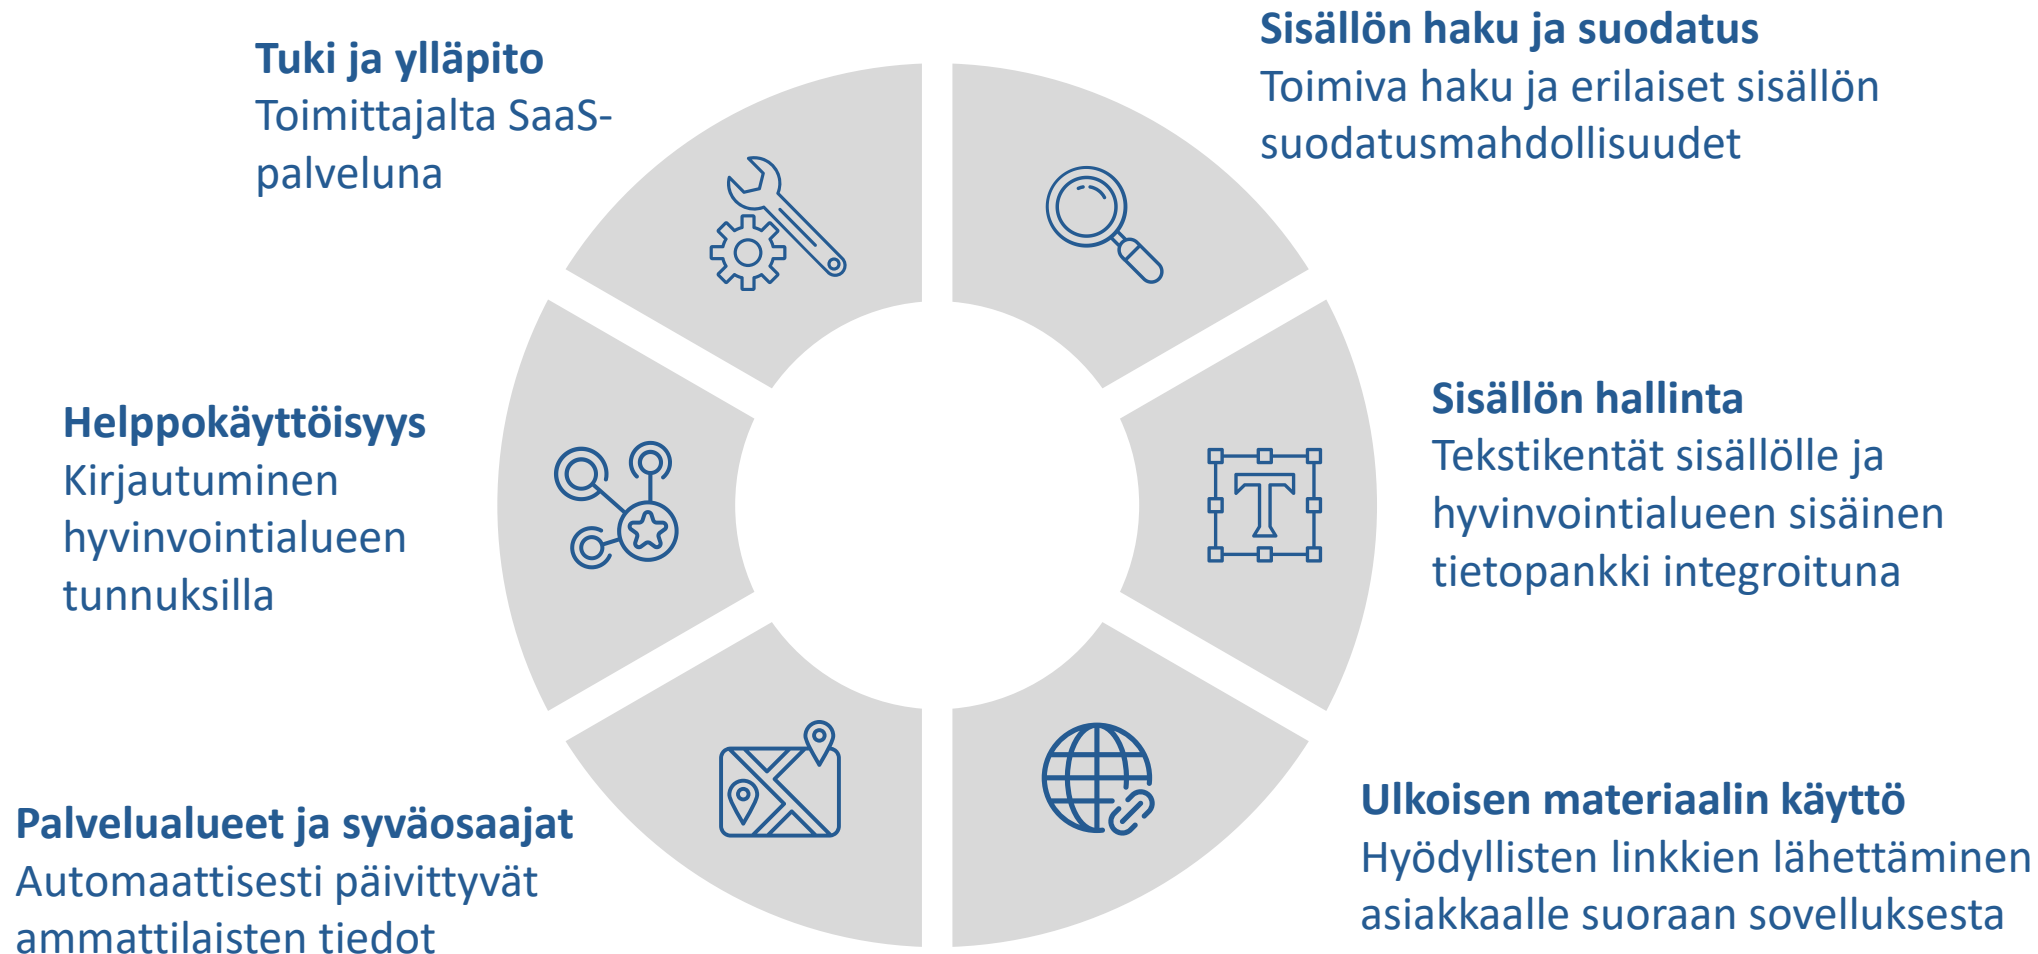 Tuki ja ylläpito
Toimittajalta SaaS-
palveluna
Sisällön haku ja suodatus
Toimiva haku ja erilaiset sisällön
suodatusmahdollisuudet
Helppokäyttöisyys
Kirjautuminen
hyvinvointialueen
tunnuksilla
Sisällön hallinta
Tekstikentät sisällölle ja
hyvinvointialueen sisäinen
tietopankki integroituna
T
Palvelualueet ja syväosaajat
Automaattisesti päivittyvät
ammattilaisten tiedot
Ulkoisen materiaalin käyttö
Hyödyllisten linkkien lähettäminen
asiakkaalle suoraan sovelluksesta